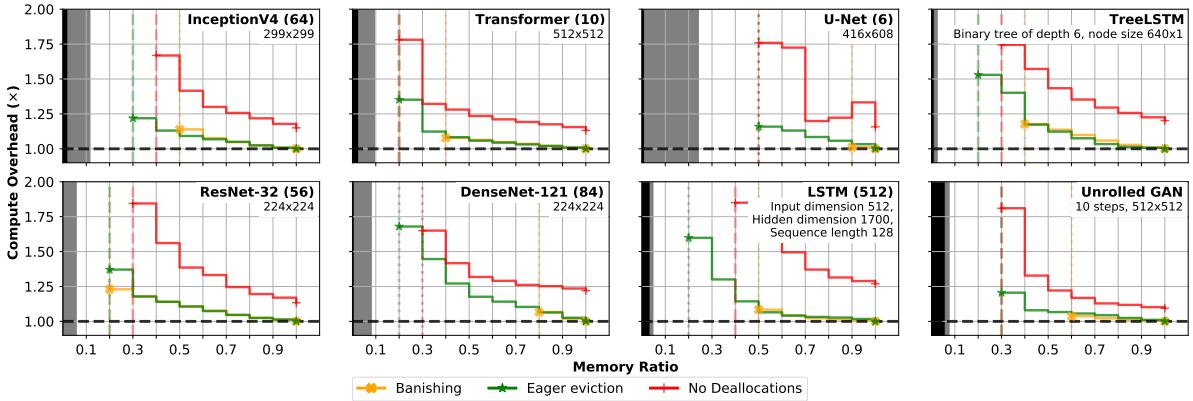 InceptionV4 (64)
299x299
Transformer (10)
512x512
U-Net (6)
416x608
TreeLSTM
Binary tree of depth 6, node size 640x1
2.00
1.75
1.50
1.25
1.00
Compute Overhead (×)
ResNet-32 (56)
224x224
DenseNet-121 (84)
224x224
LSTM (512)
Input dimension 512,
Hidden dimension 1700,
Sequence length 128
Unrolled GAN
10 steps, 512x512
2.00
1.75
1.50
1.25
1.00
0.1 0.3 0.5 0.7 0.9
0.1 0.3 0.5 0.7 0.9
0.1 0.3 0.5 0.7 0.9
0.1 0.3 0.5 0.7 0.9
Memory Ratio
Banishing Eager eviction No Deallocations